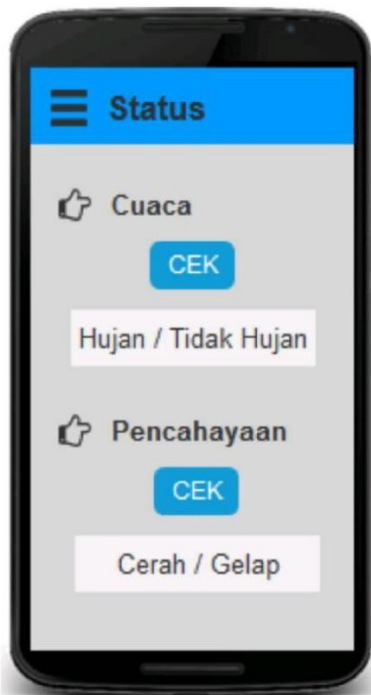 Status
Cuaca
CEK
Hujan / Tidak Hujan
Pencahayaan
CEK
Cerah / Gelap